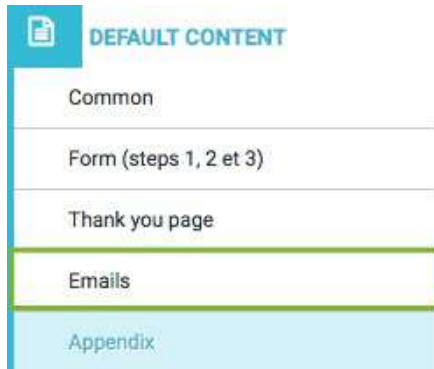 DEFAULT CONTENT
Common
Form (steps 1, 2 et 3)
Thank you page
Emails
Appendix